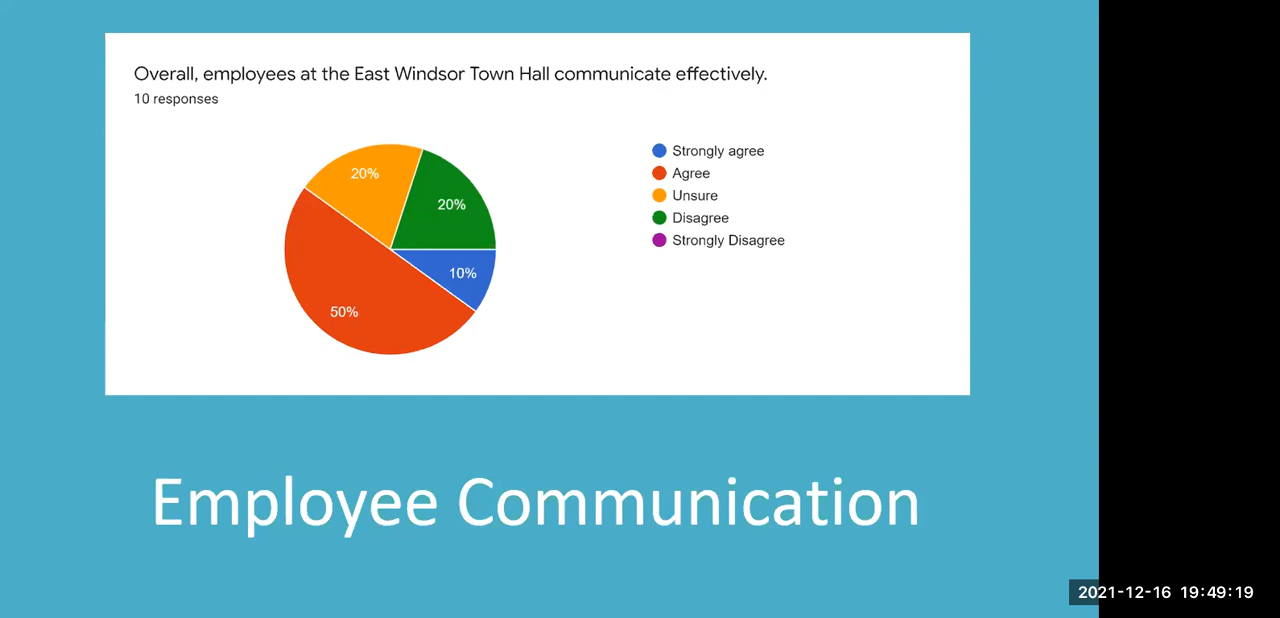 Overall, employees at the East Windsor Town Hall communicate effectively.
10 responses
20%
20%
10%
50%
Strongly agree
Agree
Unsure
Disagree
Strongly Disagree
Employee Communication
2021-12-16 19:49:19